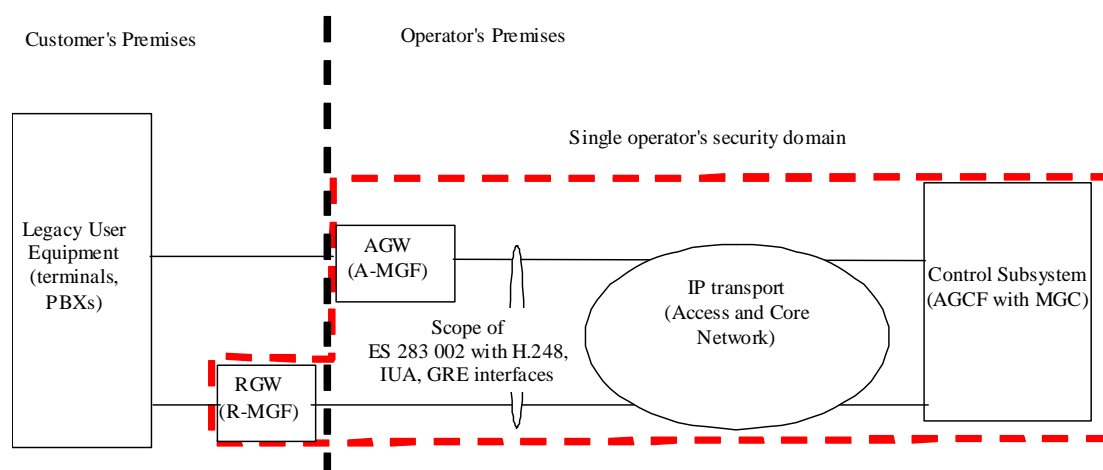 Customer's Premises
Operator's Premises
Single operator's security domain
Legacy User
Equipment
(terminals,
PBXs)
AGW
(A-MGF)
IP transport
(Access and Core
Network)
Control Subsystem
(AGCF with MGC)
Scope of
ES 283 002 with H.248,
IUA, GRE interfaces
RGW
(R-MGF)